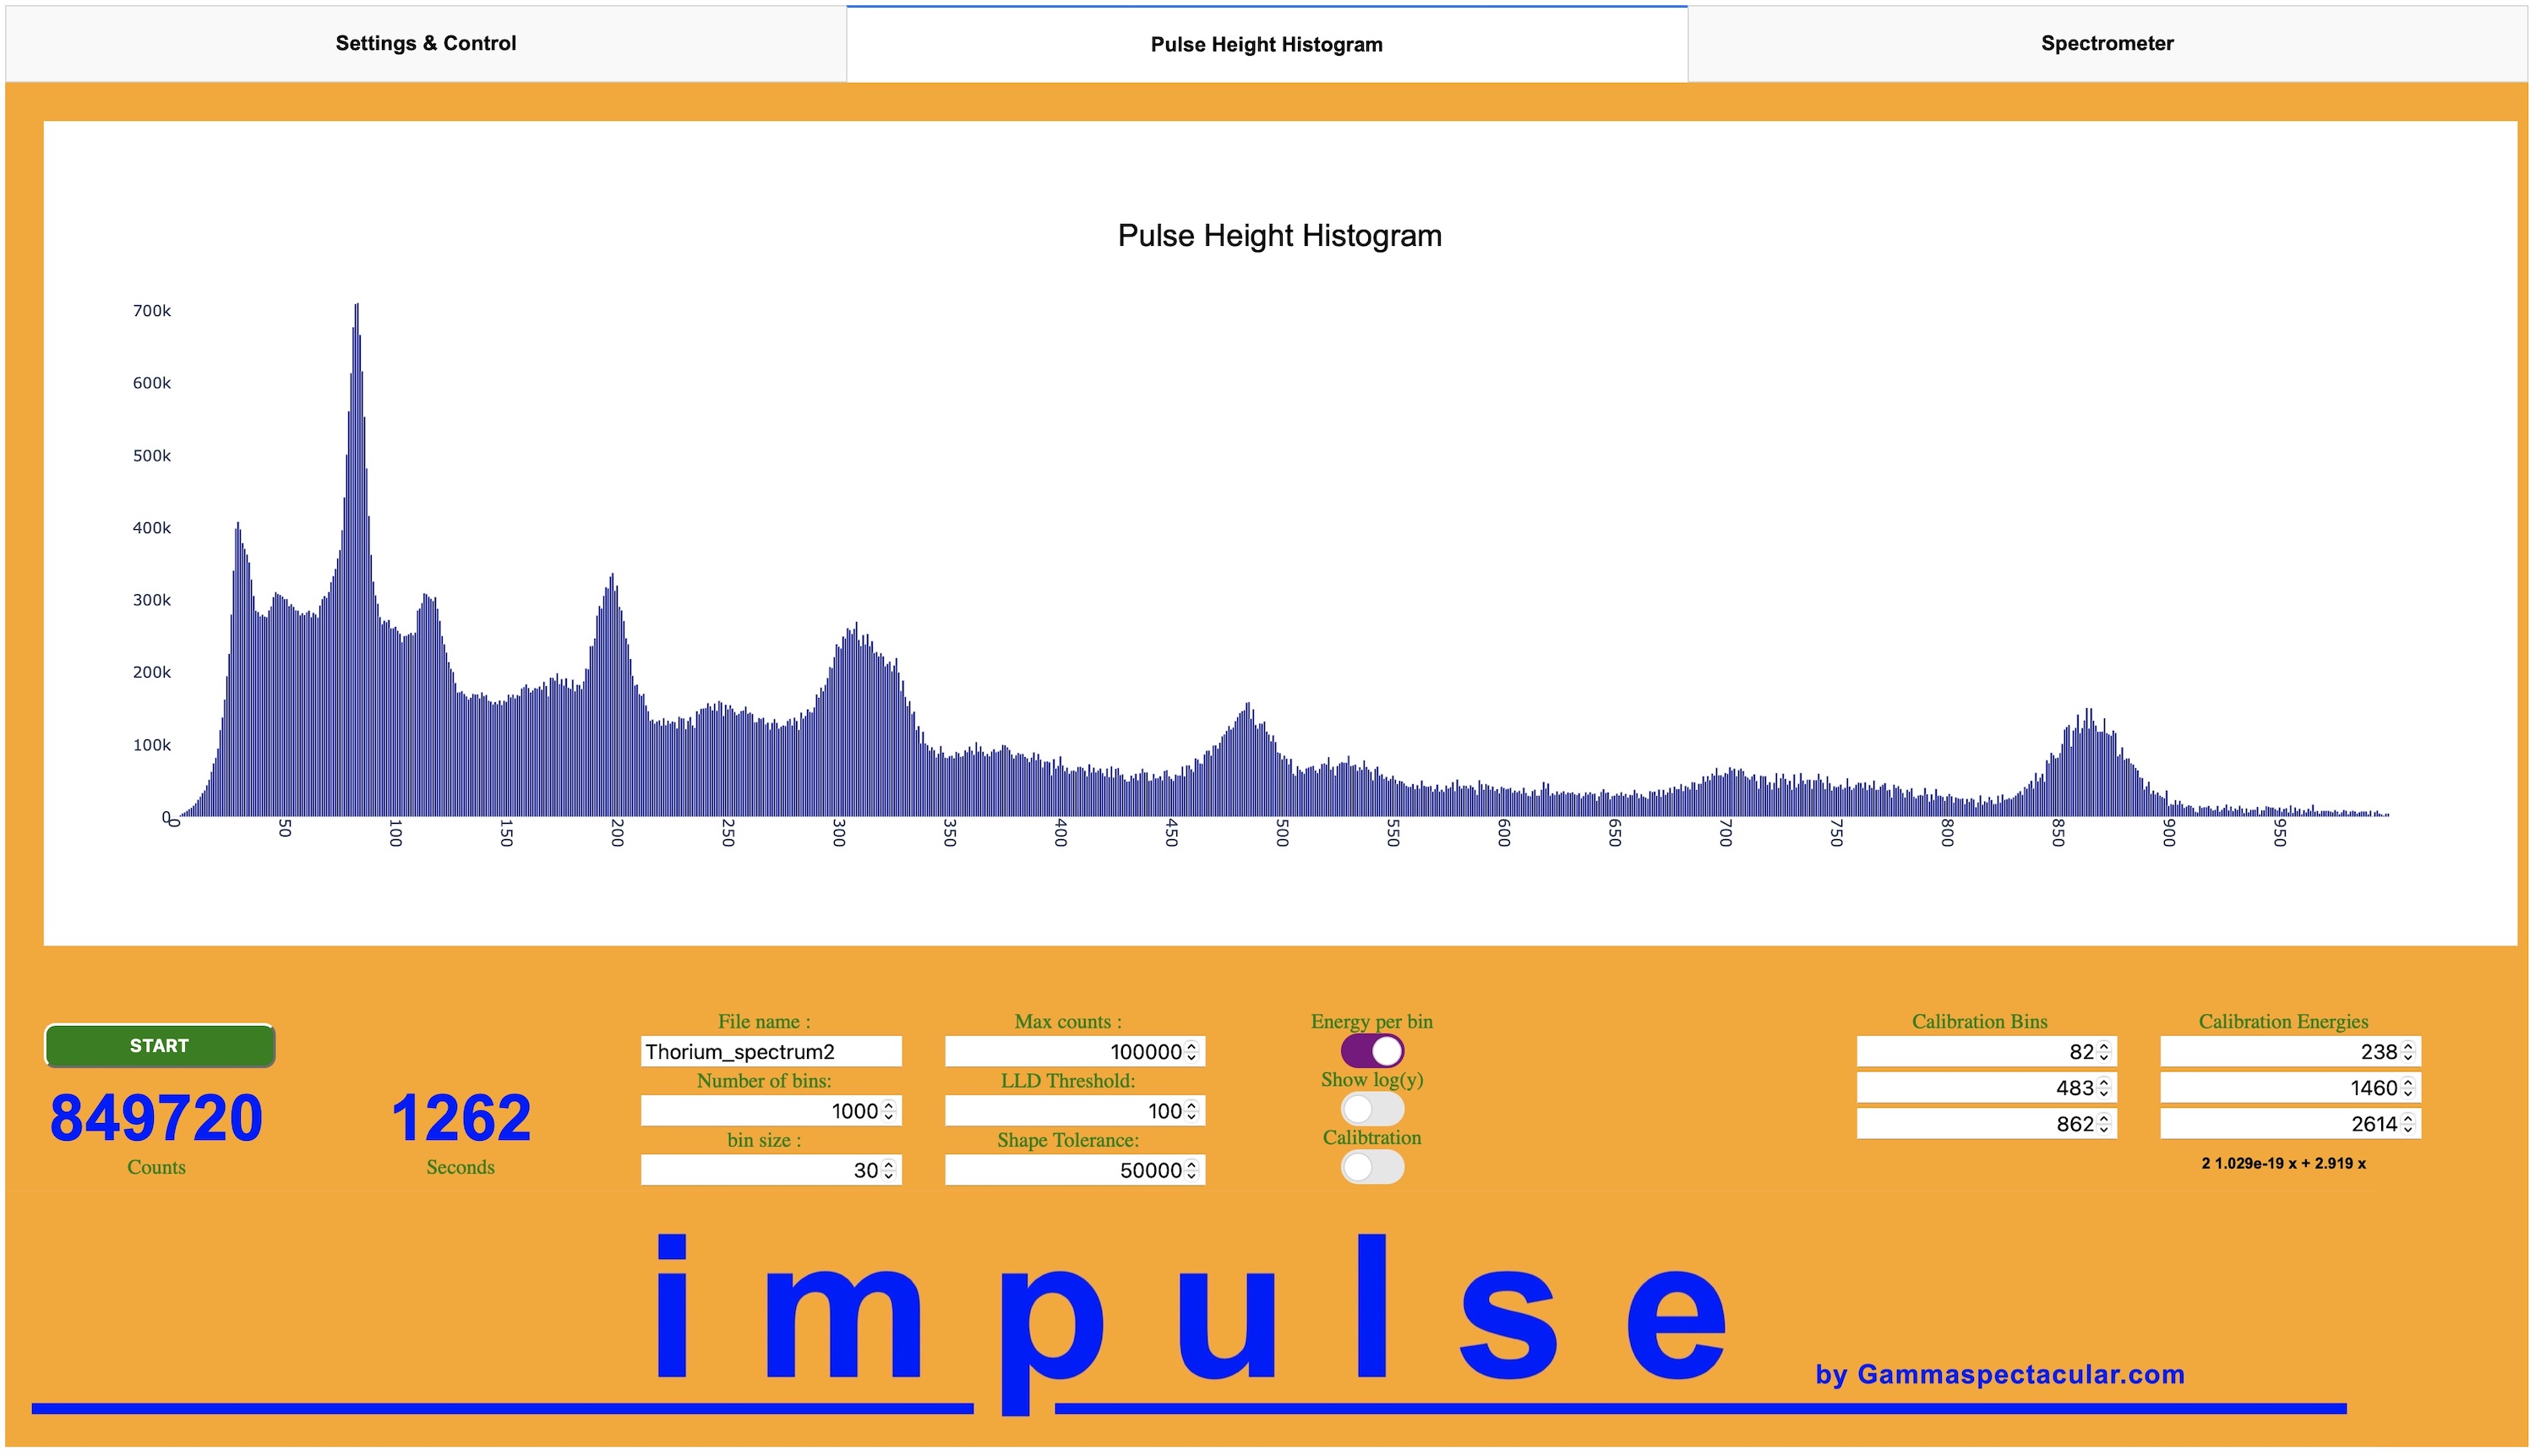 Settings & Control
Pulse Height Histogram
Spectrometer
Pulse Height Histogram
700k
600k
500k
400k
300k
200k
100k
0
0 50 100 150 200 250 300 350 400 450 500 550 600 650 700 750 800 850 900 950
START
849720
Counts
1262
Seconds
File name :
Thorium_spectrum2
Number of bins:
1000
bin size :
30
Max counts :
100000
LLD Threshold:
100
Shape Tolerance:
50000
Energy per bin
Show log(y)
Calibtration
Calibration Bins
82
483
862
Calibration Energies
238
1460
2614
2 1.029e-19 x + 2.919 x
impulse
by Gammaspectacular.com